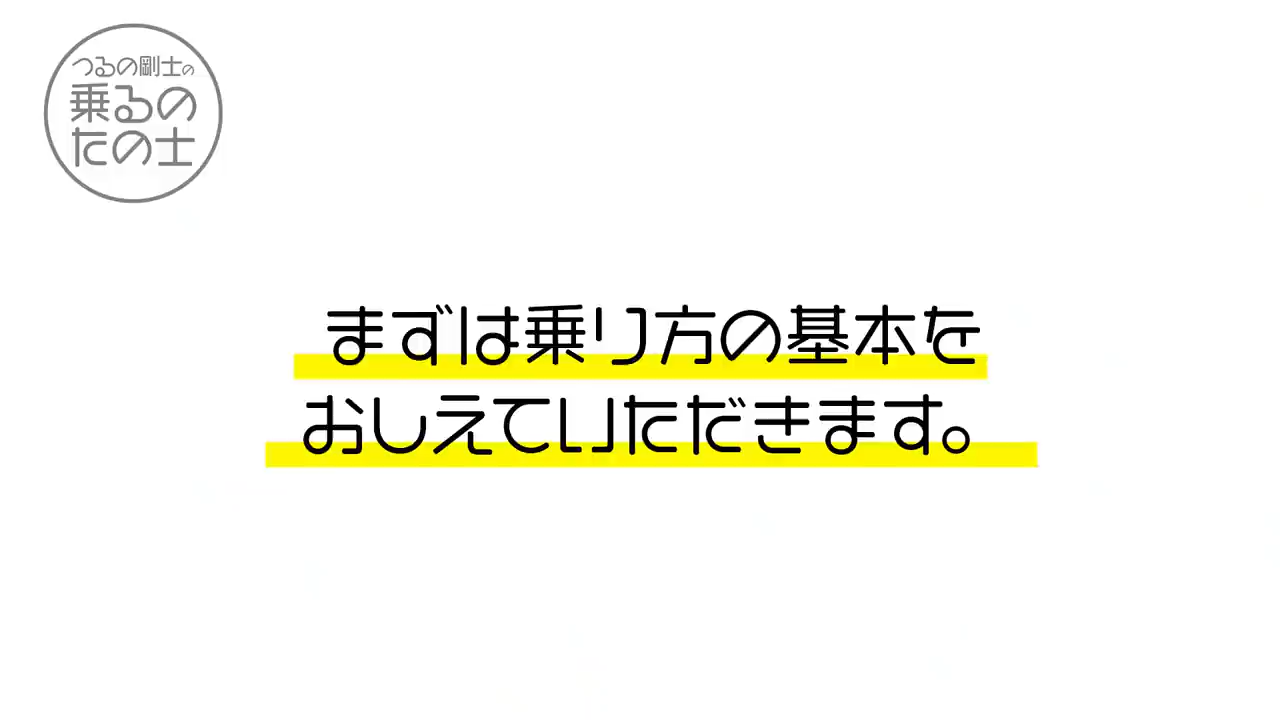 つるの剛士の
乗るの
たの士
まずは乗り方の基本を
おしえていただきます。